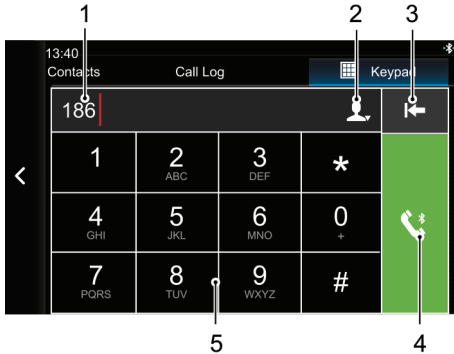 1 2 3
13:40
Contacts Call Log Keypad
186
1 2 3 *
ABC DEF
4 5 6 0
GHI JKL MNO +
7 8 9 #
PQRS TUV WXYZ
5 4